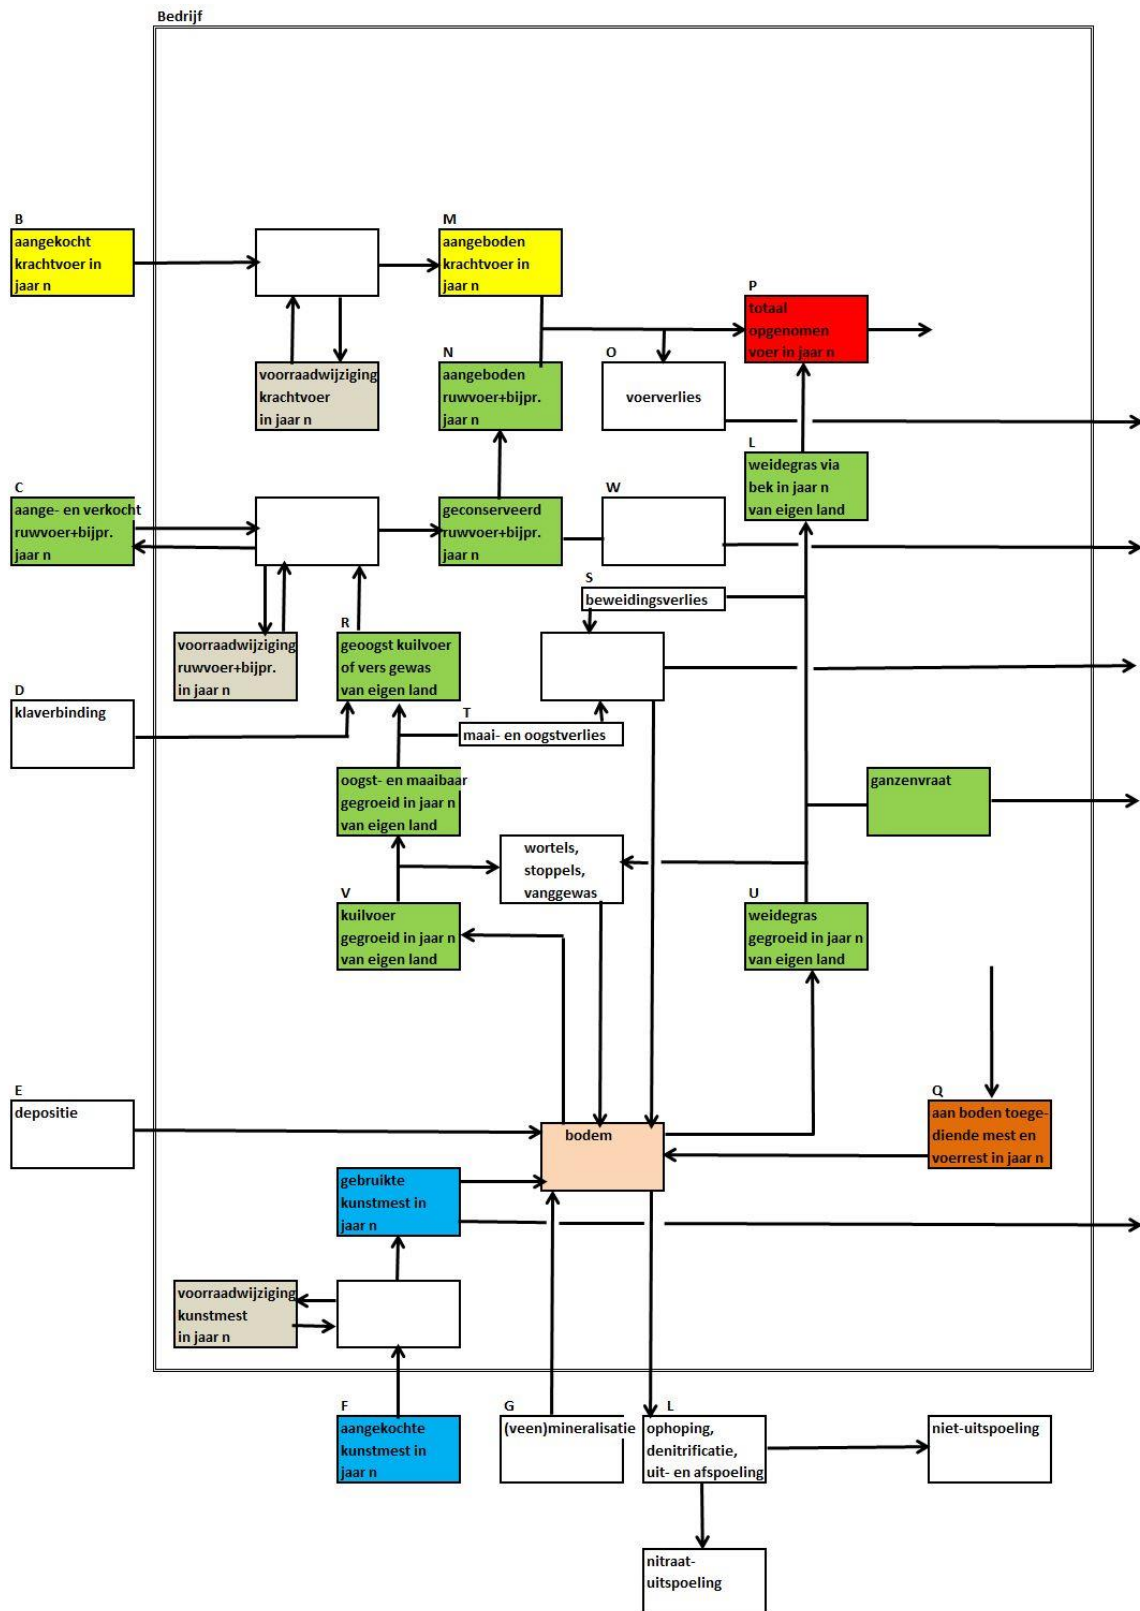 Bedrijf
B
aangekocht
krachtvoer in
jaar n
M
aangeboden
krachtvoer in
jaar n
P
totaal
opgenomen
voer in jaar n
voorraadwijziging
krachtvoer
in jaar n
N
aangeboden
ruwvoer+bijpr.
jaar n
O
voerverlies
L
weidegras via
bek in jaar n
van eigen land
C
aange- en verkocht
ruwvoer+bijpr.
jaar n
geconserveerd
ruwvoer+bijpr.
jaar n
W
S
beweidingsverlies
voorraadwijziging
ruwvoer+bijpr.
in jaar n
R
geoogst kuilvoer
of vers gewas
van eigen land
D
klaverbinding
T
maai- en oogstverlies
oogst- en maaibaar
gegroeid in jaar n
van eigen land
ganzenvraat
wortels,
stoppels,
vanggewas
V
kuilvoer
gegroeid in jaar n
van eigen land
U
weidegras
gegroeid in jaar n
van eigen land
E
depositie
bodem
Q
aan boden toege-
diende mest en
voerrest in jaar n
gebruikte
kunstmest in
jaar n
voorraadwijziging
kunstmest
in jaar n
F
aangekochte
kunstmest in
jaar n
G
(veen)mineralisatie
L
ophoping,
denitrificatie,
uit- en afspoeling
niet-uitspoeling
nitraat-
uitspoeling